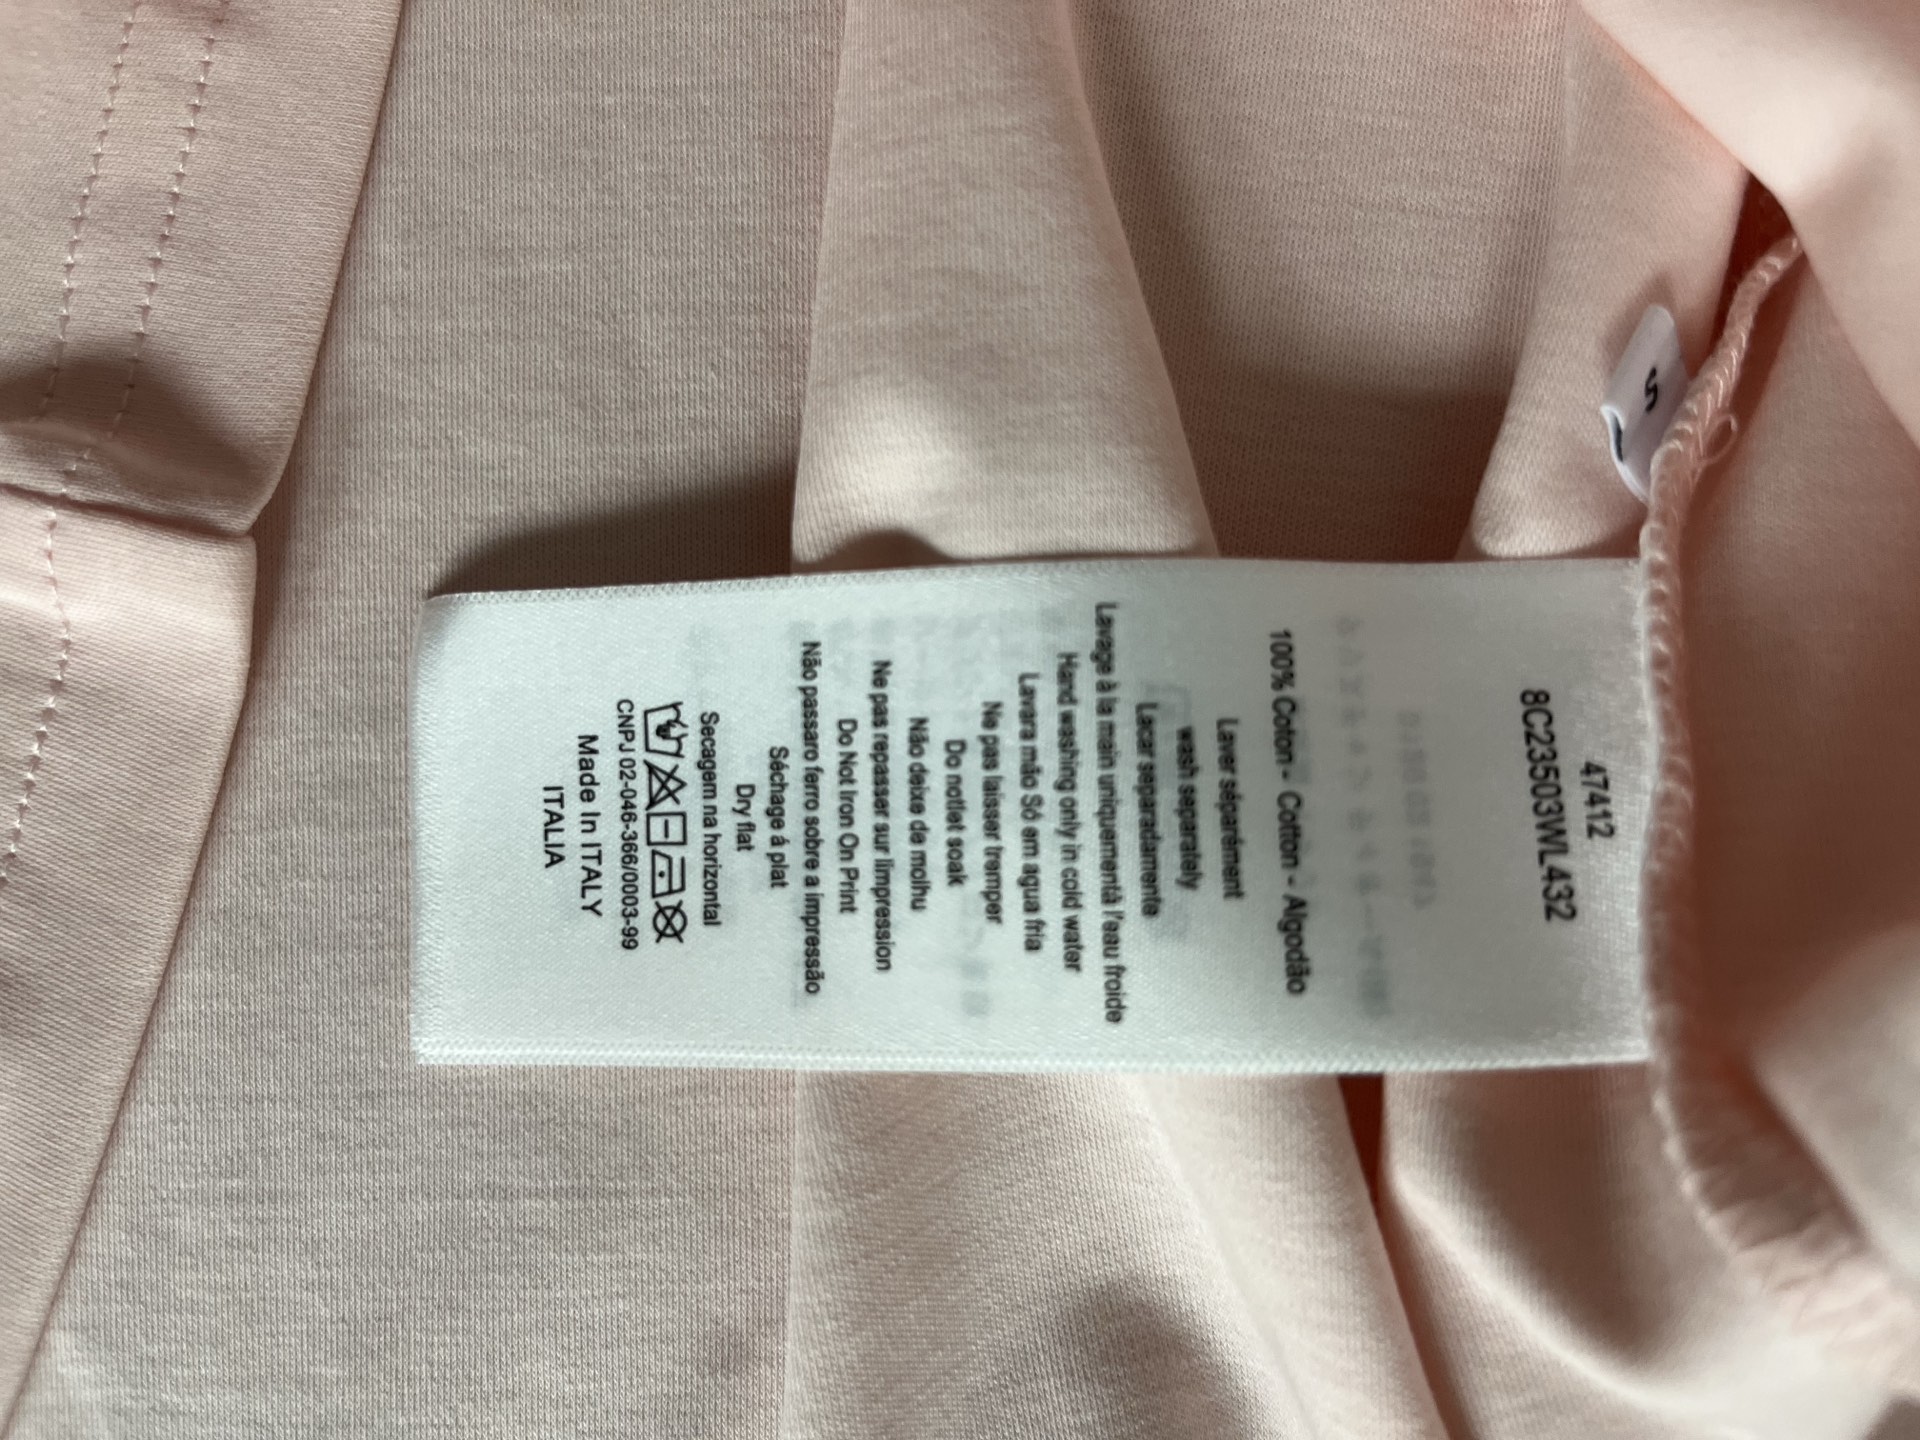 47412
8C23503WL432
100% Coton - Cotton - Algodão
Laver séparément
wash separately
Lacar separadamente
Lavage à la main uniquementà l'eau froide
Hand washing only in cold water
Lavara mão Só em agua fria
Ne pas laisser tremper
Do notlet soak
Não deixe de molhu
Ne pas repasser sur limpression
Do Not Iron On Print
Não passaro ferro sobre a impressão
Séchage á plat
Dry flat
Secagem na horizontal
CNPJ 02-046-366/0003-99
Made In ITALY
ITALIA
S